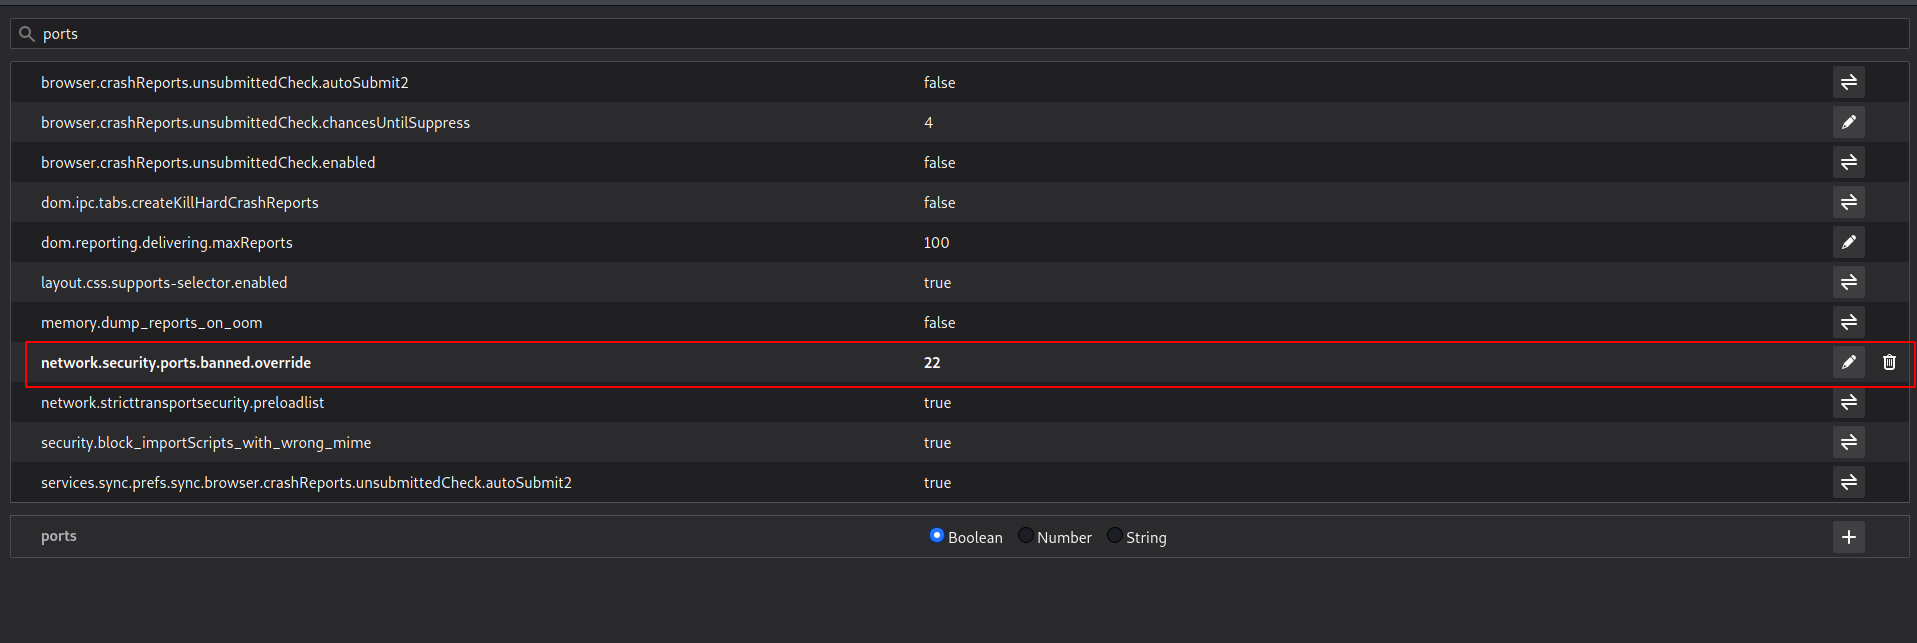 ports
browser.crashReports.unsubmittedCheck.autoSubmit2 false
browser.crashReports.unsubmittedCheck.chancesUntilSuppress 4
browser.crashReports.unsubmittedCheck.enabled false
dom.ipc.tabs.createKillHardCrashReports false
dom.reporting.delivering.maxReports 100
layout.css.supports-selector.enabled true
memory.dump_reports_on_oom false
network.security.ports.banned.override 22
network.stricttransportsecurity.preloadlist true
security.block_importScripts_with_wrong_mime true
services.sync.prefs.sync.browser.crashReports.unsubmittedCheck.autoSubmit2 true
ports Boolean Number String